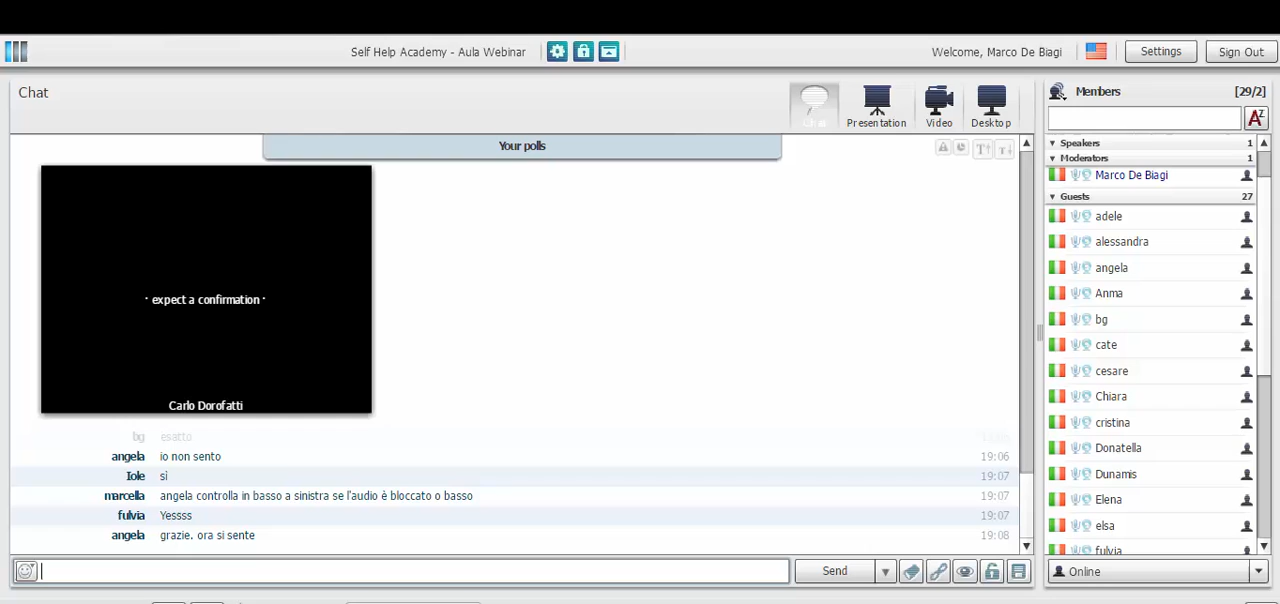 Self Help Academy - Aula Webinar
Welcome, Marco De Biagi
Settings
Sign Out
Chat
Chat
Presentation
Video
Desktop
Members
[29/2]
Your polls
Speakers 1
Moderators 1
Marco De Biagi
Guests 27
adele
alessandra
angela
Anma
bg
cate
cesare
Chiara
cristina
Donatella
Dunamis
Elena
elsa
fulvia
· expect a confirmation ·
Carlo Dorofatti
bg esatto
angela io non sento 19:06
Iole si 19:07
marcella angela controlla in basso a sinistra se l'audio è bloccato o basso 19:07
fulvia Yessss 19:07
angela grazie. ora si sente 19:08
Send
Online